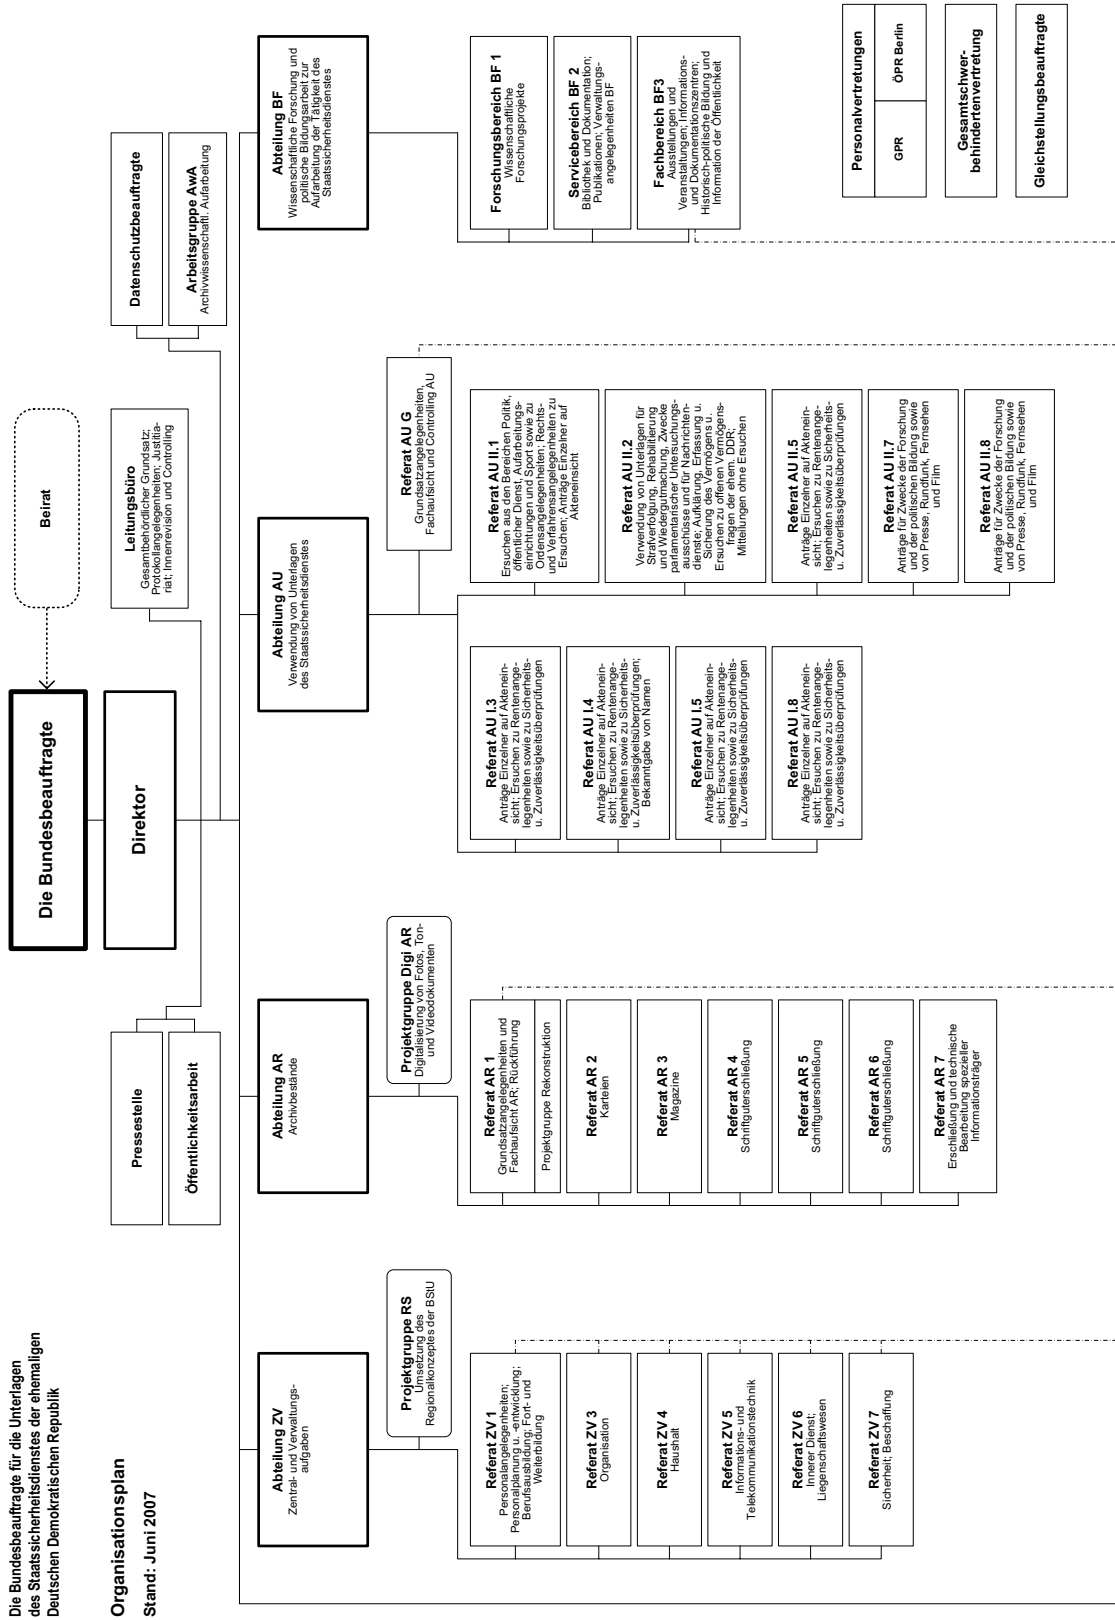 Die Bundesbeauftragte für die Unterlagen
des Staatssicherheitsdienstes der ehemaligen
Deutschen Demokratischen Republik
Organisationsplan
Stand: Juni 2007
Die Bundesbeauftragte
Beirat
Direktor
Pressestelle
Öffentlichkeitsarbeit
Leitungsbüro
Gesamtbehördlicher Grundsatz;
Protokollangelegenheiten; Justitia-
riat; Innenrevision und Controlling
Datenschutzbeauftragte
Arbeitsgruppe AwA
Archivwissenschaftl. Aufarbeitung
Abteilung ZV
Zentral- und Verwaltungs-
aufgaben
Projektgruppe RS
Umsetzung des
Regionalkonzeptes der BStU
Referat ZV 1
Personalangelegenheiten;
Personalplanung u. -entwicklung;
Berufsausbildung; Fort- und
Weiterbildung
Referat ZV 3
Organisation
Referat ZV 4
Haushalt
Referat ZV 5
Informations- und
Telekommunikationstechnik
Referat ZV 6
Innerer Dienst;
Liegenschaftswesen
Referat ZV 7
Sicherheit; Beschaffung
Abteilung AR
Archivbestände
Projektgruppe Digi AR
Digitalisierung von Fotos, Ton-
und Videodokumenten
Referat AR 1
Grundsatzangelegenheiten und
Fachaufsicht AR; Rückführung
Projektgruppe Rekonstruktion
Referat AR 2
Karteien
Referat AR 3
Magazine
Referat AR 4
Schriftguterschließung
Referat AR 5
Schriftguterschließung
Referat AR 6
Schriftguterschließung
Referat AR 7
Erschließung und technische
Bearbeitung spezieller
Informationsträger
Abteilung AU
Verwendung von Unterlagen
des Staatssicherheitsdienstes
Referat AU G
Grundsatzangelegenheiten,
Fachaufsicht und Controlling AU
Referat AU I.3
Anträge Einzelner auf Aktenein-
sicht; Ersuchen zu Rentenange-
legenheiten sowie zu Sicherheits-
u. Zuverlässigkeitsüberprüfungen
Referat AU I.4
Anträge Einzelner auf Aktenein-
sicht; Ersuchen zu Rentenange-
legenheiten sowie zu Sicherheits-
u. Zuverlässigkeitsüberprüfungen;
Bekanntgabe von Namen
Referat AU I.5
Anträge Einzelner auf Aktenein-
sicht; Ersuchen zu Rentenange-
legenheiten sowie zu Sicherheits-
u. Zuverlässigkeitsüberprüfungen
Referat AU I.8
Anträge Einzelner auf Aktenein-
sicht; Ersuchen zu Rentenange-
legenheiten sowie zu Sicherheits-
u. Zuverlässigkeitsüberprüfungen
Referat AU II.1
Ersuchen aus den Bereichen Politik,
öffentlicher Dienst, Aufarbeitungs-
einrichtungen und Sport sowie zu
Ordensangelegenheiten; Rechts-
und Verfahrensangelegenheiten zu
Ersuchen; Anträge Einzelner auf
Akteneinsicht
Referat AU II.2
Verwendung von Unterlagen für
Strafverfolgung, Rehabilitierung
und Wiedergutmachung, Zwecke
parlamentarischer Untersuchungs-
ausschüsse und für Nachrichten-
dienste; Aufklärung, Erfassung u.
Sicherung des Vermögens u.
Ersuchen zu offenen Vermögens-
fragen der ehem. DDR;
Mitteilungen ohne Ersuchen
Referat AU II.5
Anträge Einzelner auf Aktenein-
sicht; Ersuchen zu Rentenange-
legenheiten sowie zu Sicherheits-
u. Zuverlässigkeitsüberprüfungen
Referat AU II.7
Anträge für Zwecke der Forschung
und der politischen Bildung sowie
von Presse, Rundfunk, Fernsehen
und Film
Referat AU II.8
Anträge für Zwecke der Forschung
und der politischen Bildung sowie
von Presse, Rundfunk, Fernsehen
und Film
Abteilung BF
Wissenschaftliche Forschung und
politische Bildungsarbeit zur
Aufarbeitung der Tätigkeit des
Staatssicherheitsdienstes
Forschungsbereich BF 1
Wissenschaftliche
Forschungsprojekte
Servicebereich BF 2
Bibliothek und Dokumentation;
Publikationen; Verwaltungs-
angelegenheiten BF
Fachbereich BF3
Ausstellungen und
Veranstaltungen; Informations-
und Dokumentationszentren;
Historisch-politische Bildung und
Information der Öffentlichkeit
Personalvertretungen
GPR
ÖPR Berlin
Gesamtschwer-
behindertenvertretung
Gleichstellungsbeauftragte